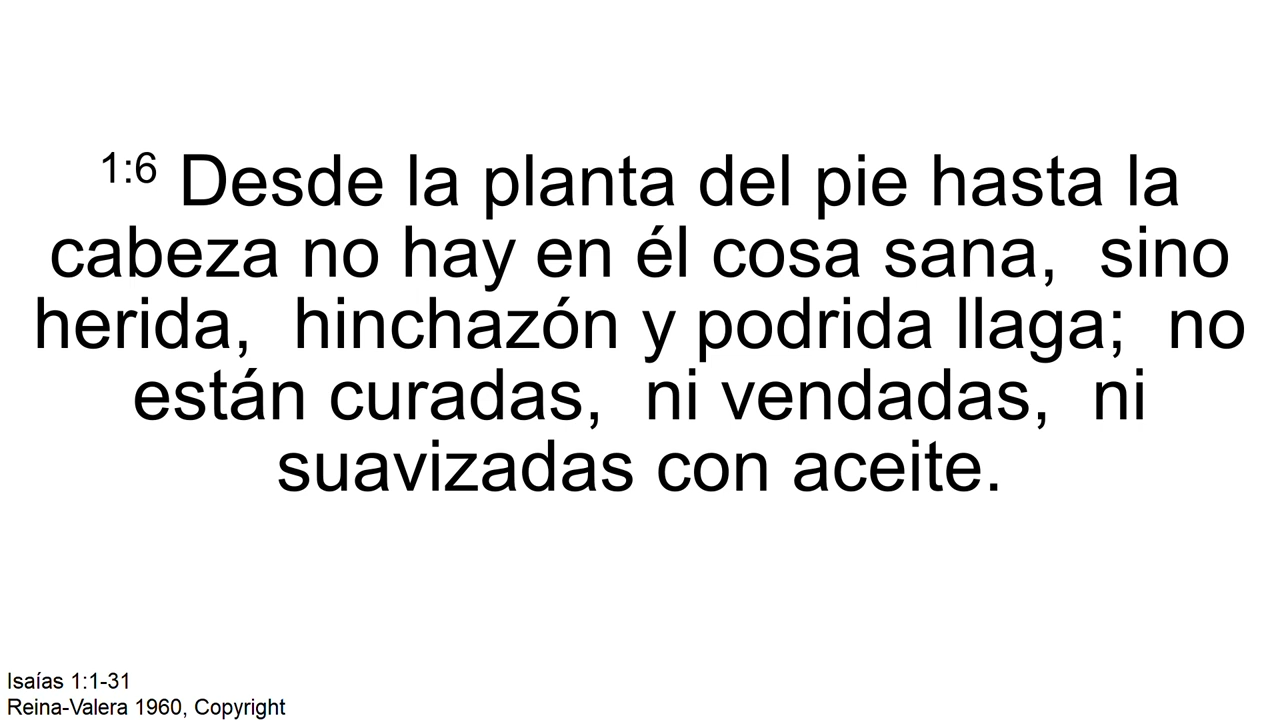 1:6 Desde la planta del pie hasta la
cabeza no hay en él cosa sana,  sino
herida,  hinchazón y podrida llaga;  no
están curadas,  ni vendadas,  ni
suavizadas con aceite.
Isaías 1:1-31
Reina-Valera 1960, Copyright